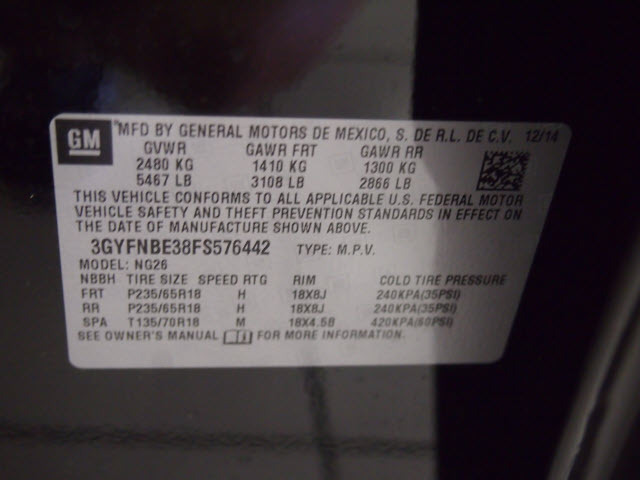 GM
MFD BY GENERAL MOTORS DE MEXICO, S. DE R.L. DE C.V. 12/14
GVWR GAWR FRT GAWR RR
2480 KG 1410 KG 1300 KG
5467 LB 3108 LB 2866 LB
THIS VEHICLE CONFORMS TO ALL APPLICABLE U.S. FEDERAL MOTOR
VEHICLE SAFETY AND THEFT PREVENTION STANDARDS IN EFFECT ON
THE DATE OF MANUFACTURE SHOWN ABOVE.
3GYFNBE38FS576442 TYPE: M.P.V.
MODEL: NG26
NBBH TIRE SIZE SPEED RTG RIM COLD TIRE PRESSURE
FRT P235/65R18 H 18X8J 240KPA(35PSI)
RR P235/65R18 H 18X8J 240KPA(35PSI)
SPA T135/70R18 M 18X4.5B 420KPA(60PSI)
SEE OWNER'S MANUAL FOR MORE INFORMATION.